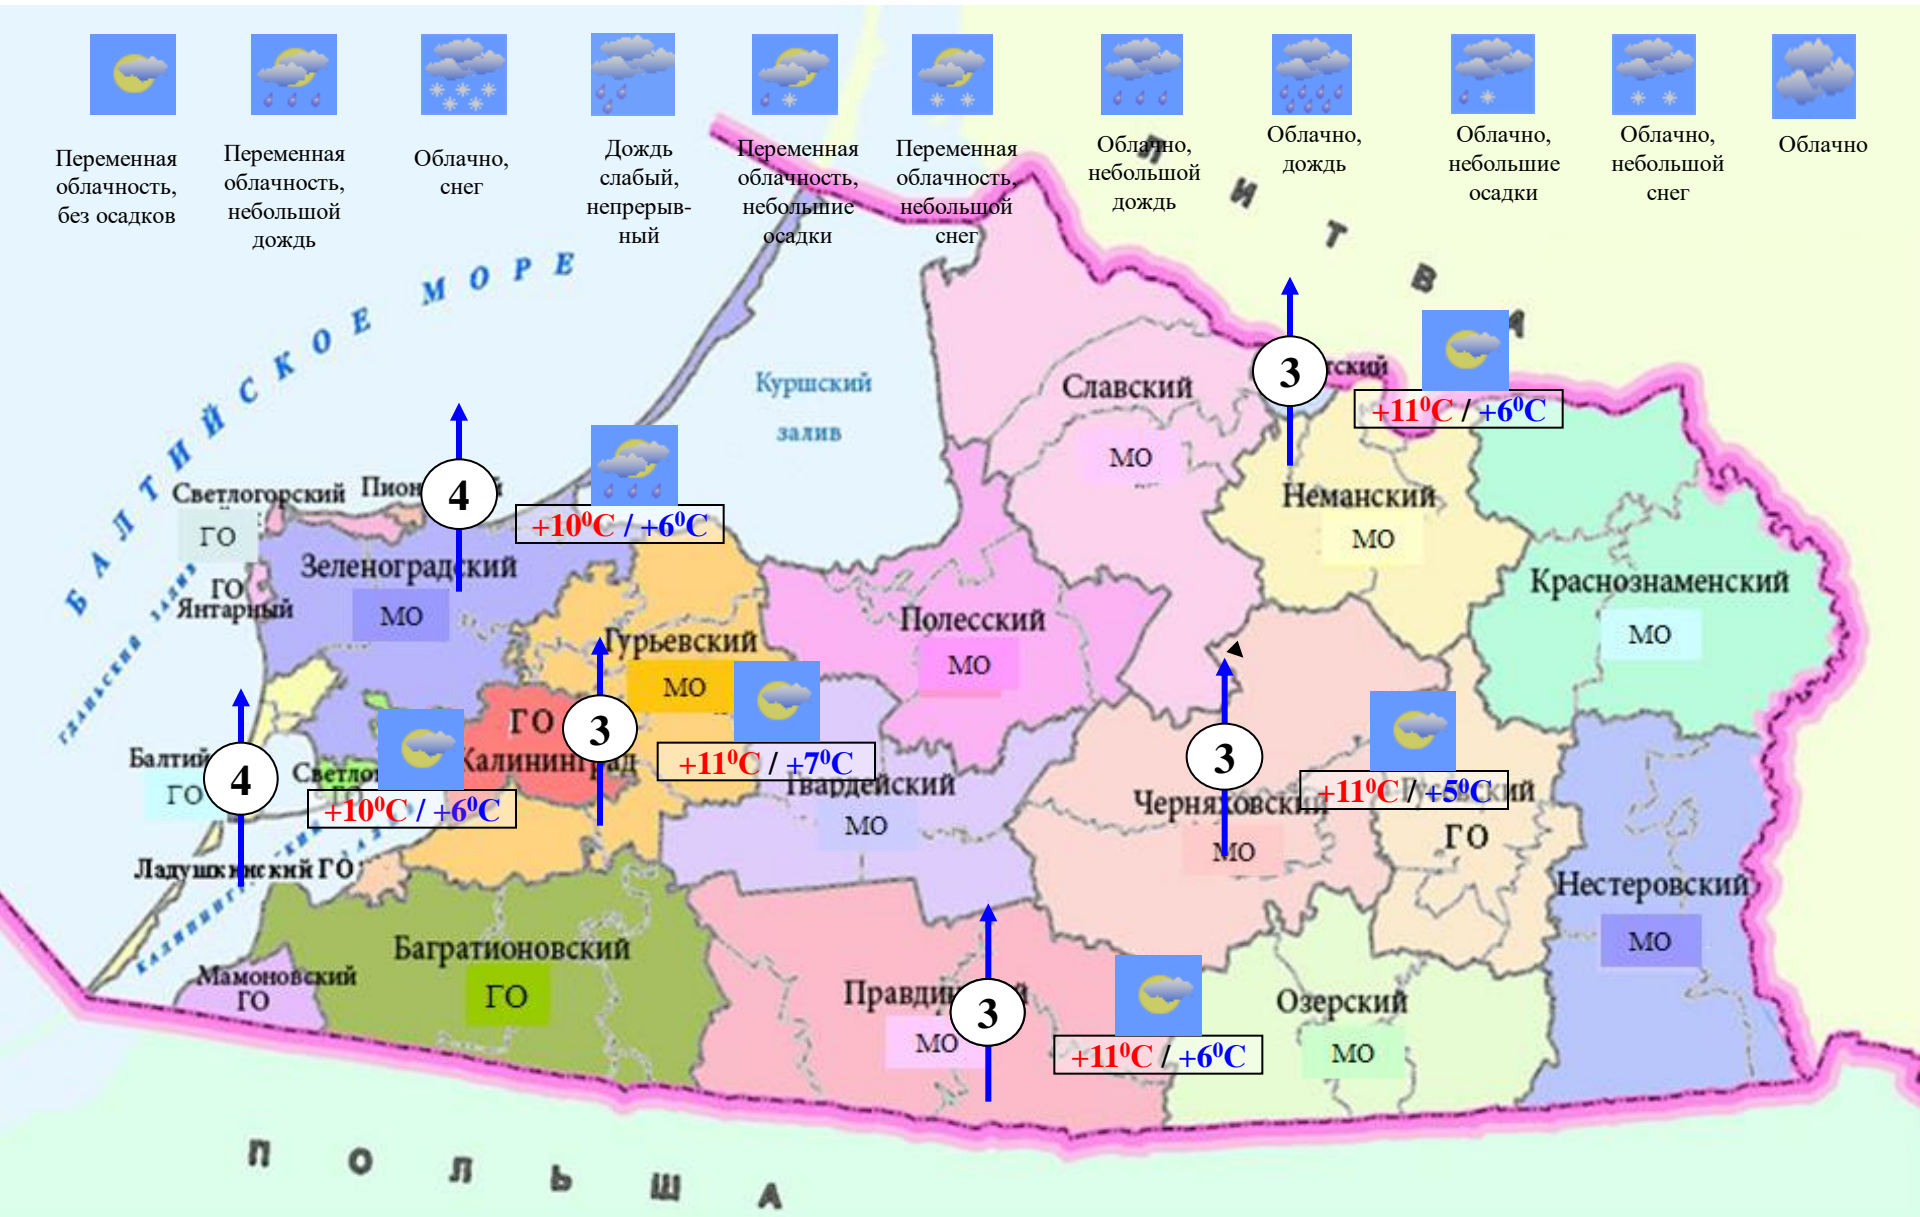 Переменная
облачность,
без осадков
Переменная
облачность,
небольшой
дождь
Облачно,
снег
Дождь
слабый,
непрерыв-
ный
Переменная
облачность,
небольшие
осадки
Переменная
облачность,
небольшой
снег
Облачно,
небольшой
дождь
Облачно,
дождь
Облачно,
небольшие
осадки
Облачно,
небольшой
снег
Облачно
ЛИТВА
БАЛТИЙСКОЕ МОРЕ
ГДАНЬСКИЙ ЗАЛИВ
Куршский
залив
Славский
МО
3
+11⁰C / +6⁰C
Неманский
МО
Краснознаменский
МО
Светлогорский
ГО
4
+10⁰C / +6⁰C
Зеленоградский
МО
ГО
Янтарный
Гурьевский
МО
Полесский
МО
ГО
Калининград
3
+11⁰C / +7⁰C
Гвардейский
МО
4
ГО
+10⁰C / +6⁰C
Черняховский
МО
3
+11⁰C / +5⁰C
ГО
Ладушкинский ГО
Нестеровский
МО
Багратионовский
ГО
Мамоновский
ГО
Правдинский
МО
3
+11⁰C / +6⁰C
Озерский
МО
ПОЛЬША